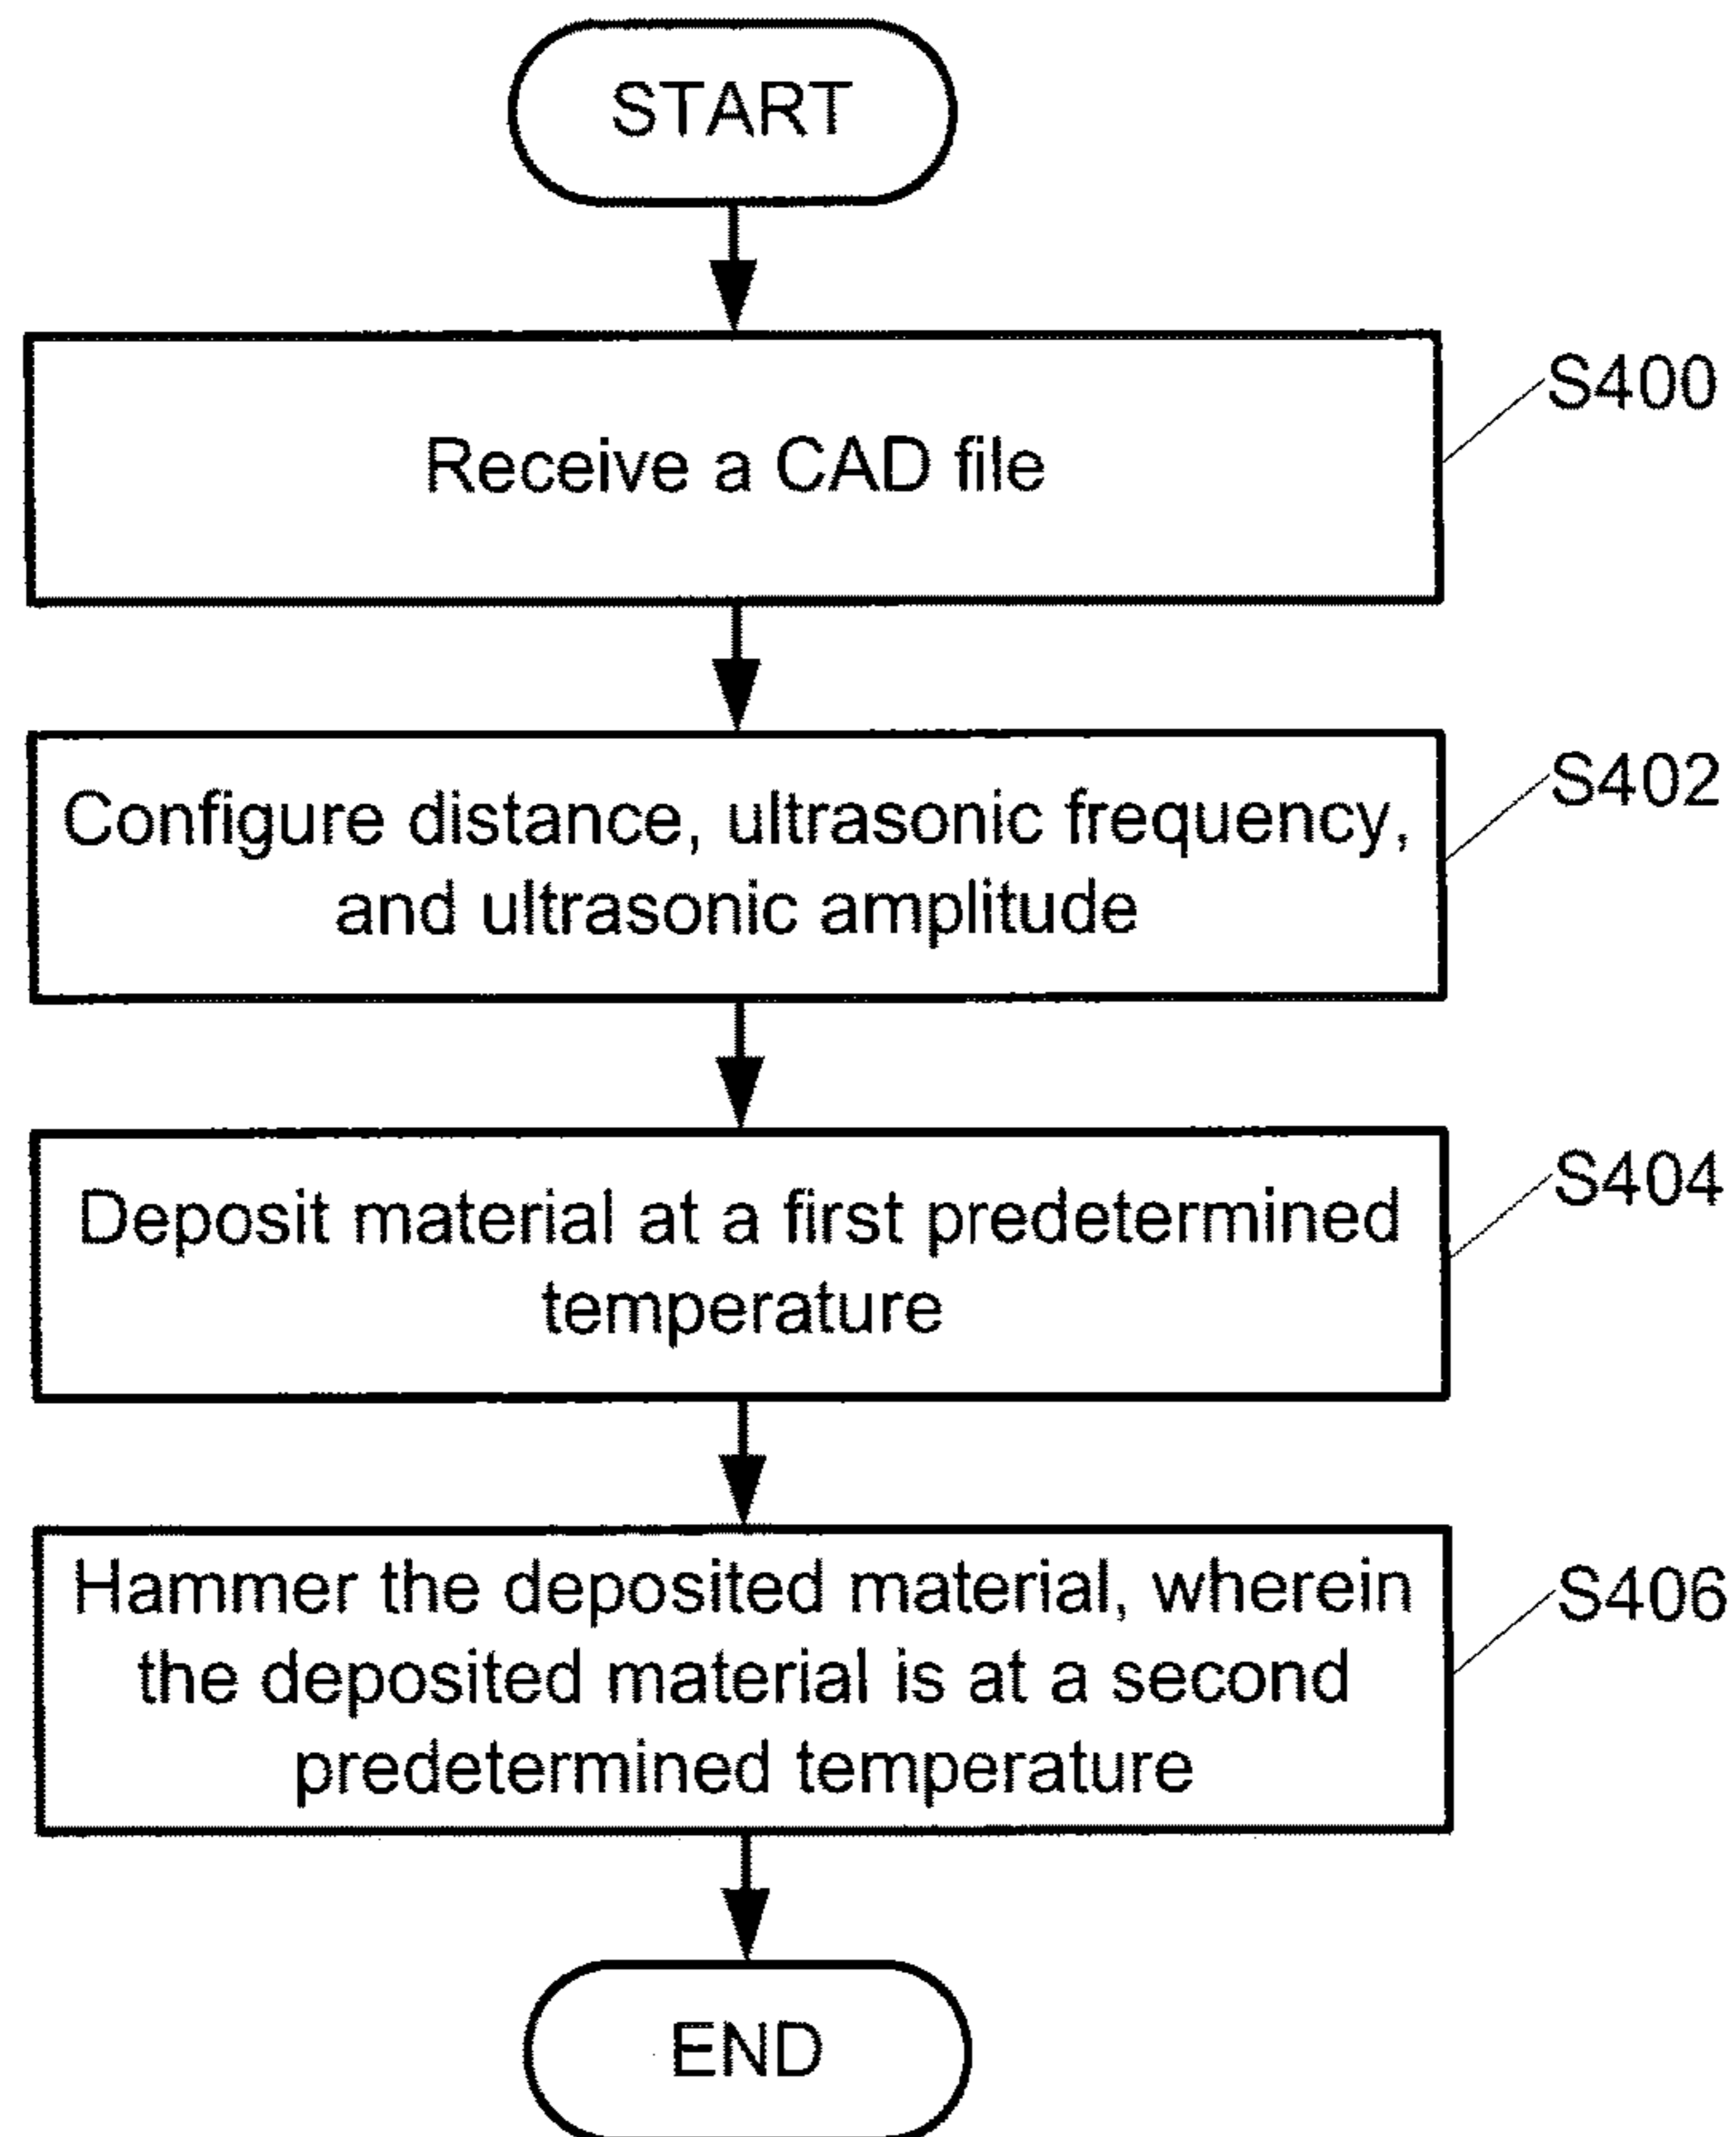 START
S400
Receive a CAD file
S402
Configure distance, ultrasonic frequency,
and ultrasonic amplitude
S404
Deposit material at a first predetermined
temperature
S406
Hammer the deposited material, wherein
the deposited material is at a second
predetermined temperature
END